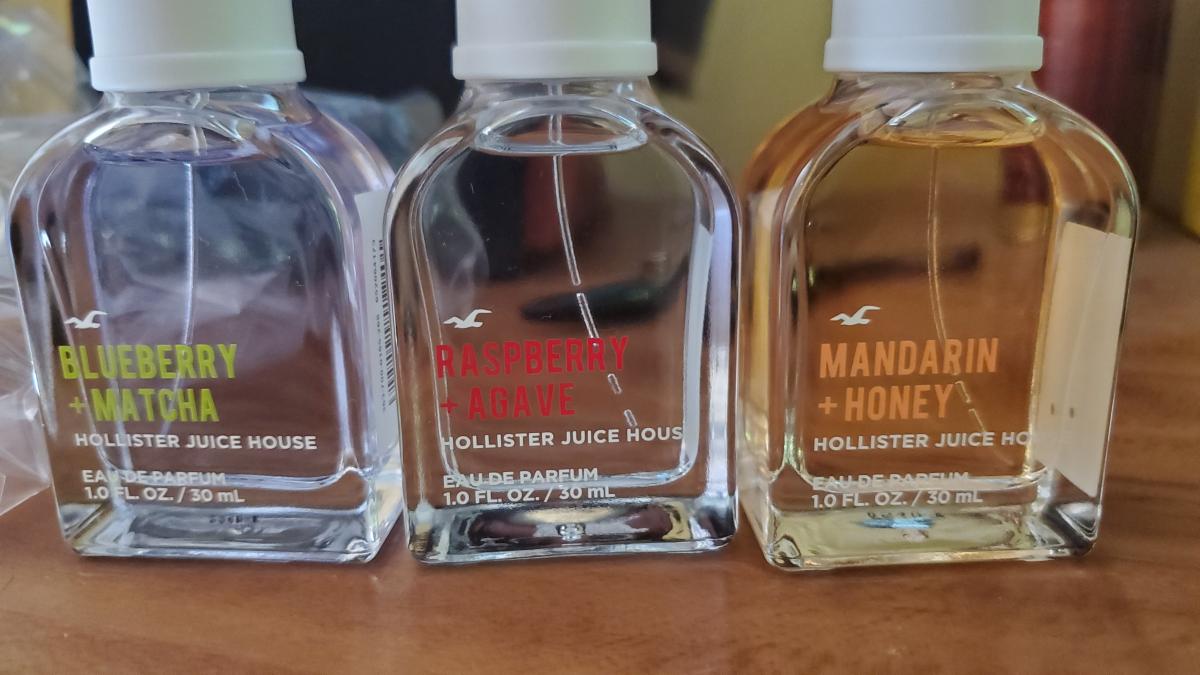 BLUEBERRY
+ MATCHA
HOLLISTER JUICE HOUSE
EAU DE PARFUM
1.0 FL. OZ. / 30 mL
RASPBERRY
+ AGAVE
HOLLISTER JUICE HOUS
EAU DE PARFUM
1.0 FL. OZ. / 30 mL
MANDARIN
+ HONEY
HOLLISTER JUICE HO
EAU DE PARFUM
1.0 FL. OZ. / 30 mL